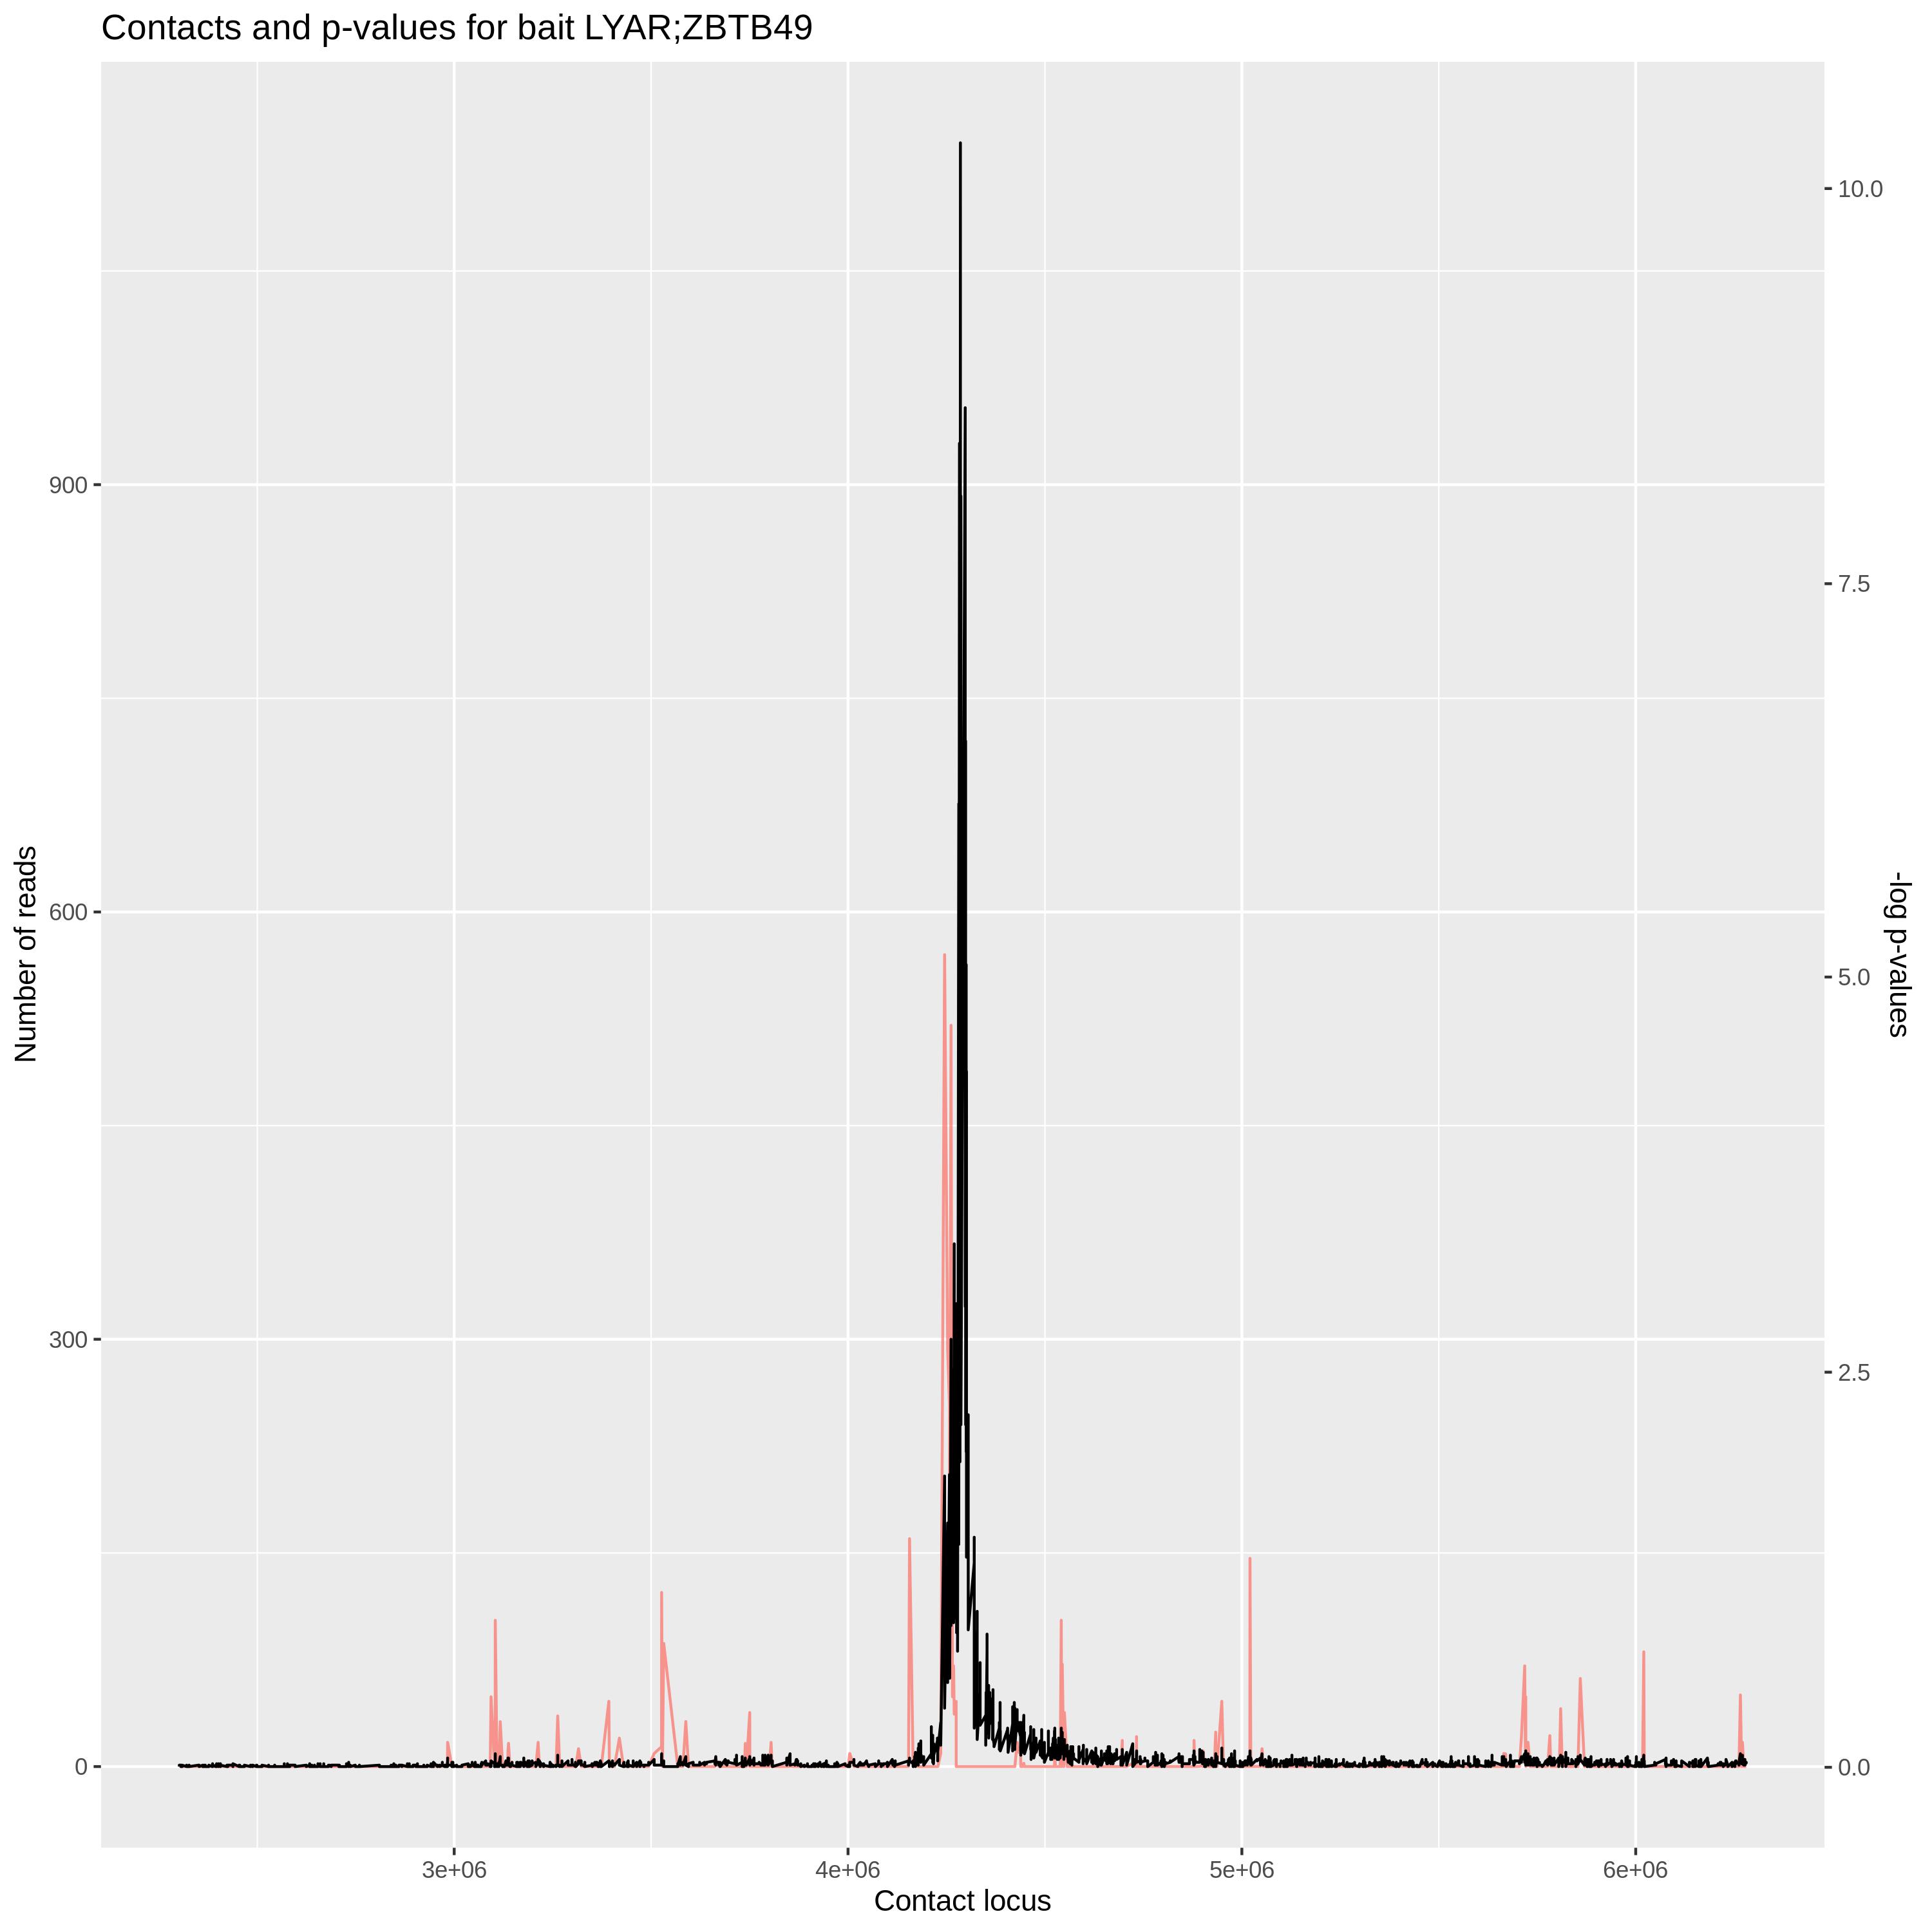 Contacts and p-values for bait LYAR;ZBTB49
Number of reads
900
600
300
0
10.0
7.5
5.0
2.5
0.0
-log p-values
3e+06
4e+06
5e+06
6e+06
Contact locus